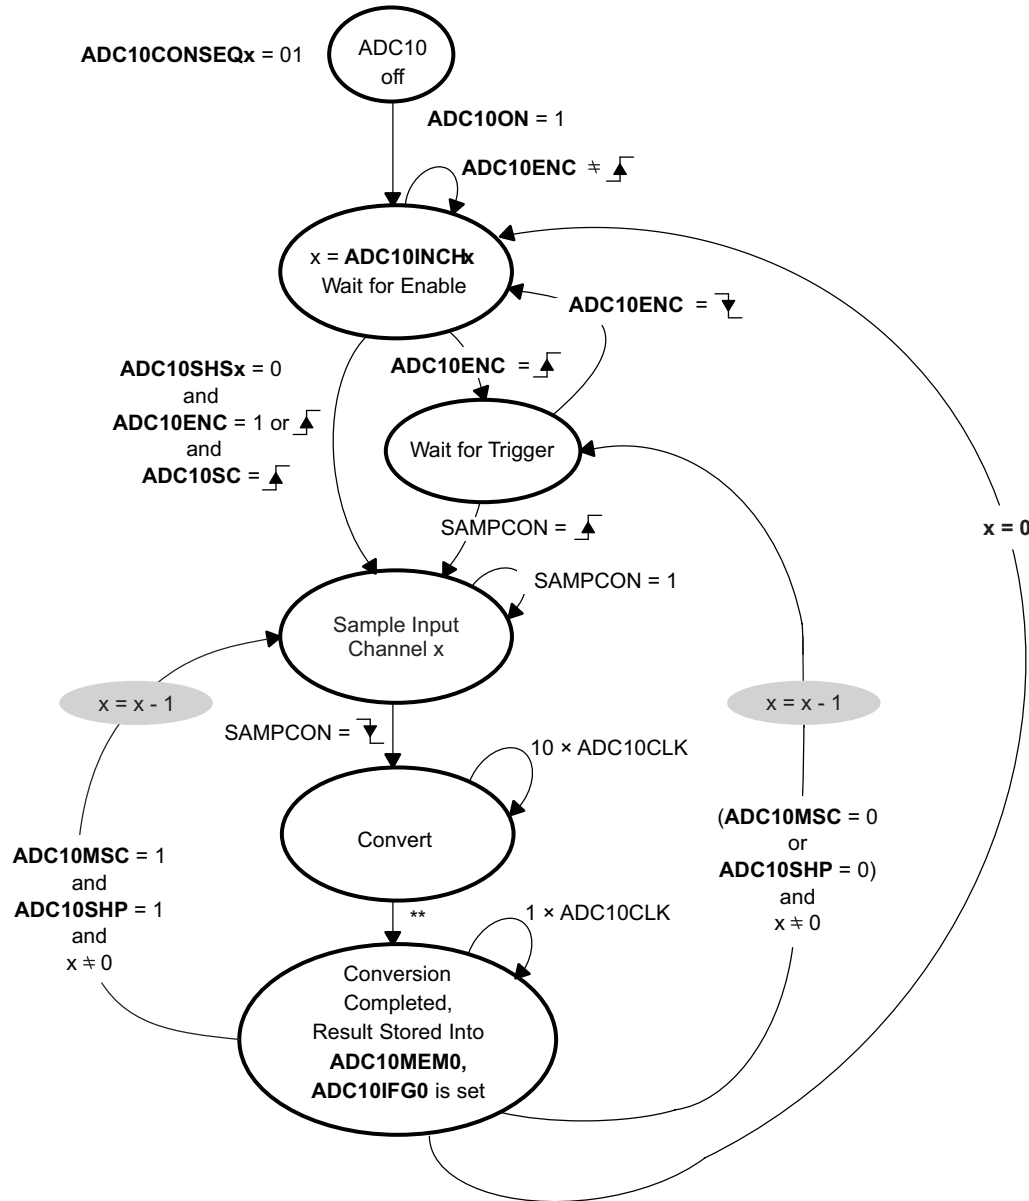 ADC10CONSEQx = 01
ADC10
off
ADC10ON = 1
ADC10ENC ≠
x = ADC10INCHx
Wait for Enable
ADC10ENC =
ADC10SHSx = 0
and
ADC10ENC = 1 or
and
ADC10SC =
ADC10ENC =
Wait for Trigger
SAMPCON =
x = 0
SAMPCON = 1
Sample Input
Channel x
x = x - 1
x = x - 1
SAMPCON =
10 × ADC10CLK
Convert
(ADC10MSC = 0
or
ADC10SHP = 0)
and
x ≠ 0
ADC10MSC = 1
and
ADC10SHP = 1
and
x ≠ 0
**
1 × ADC10CLK
Conversion
Completed,
Result Stored Into
ADC10MEM0,
ADC10IFG0 is set